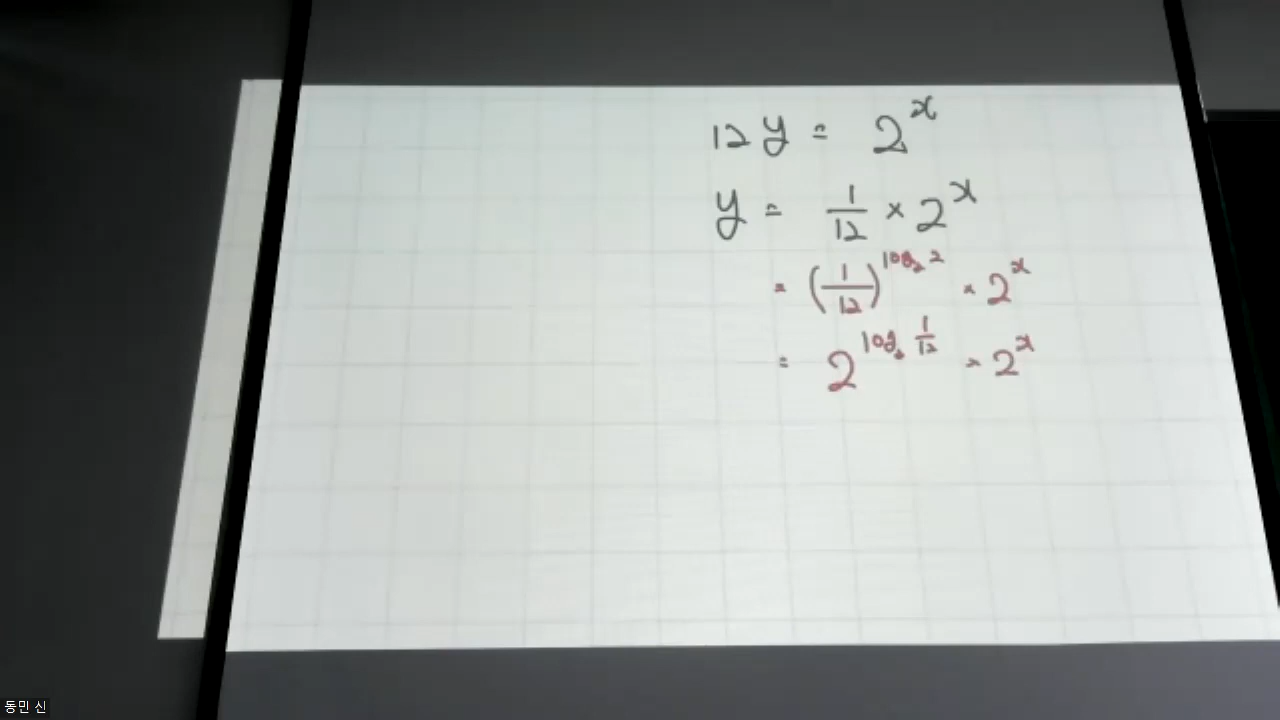 12y = 2^x
y = 1/12 × 2^x
= (1/12)^(log₂ 2) × 2^x
= 2^(log₂ 1/12) × 2^x
동민 신